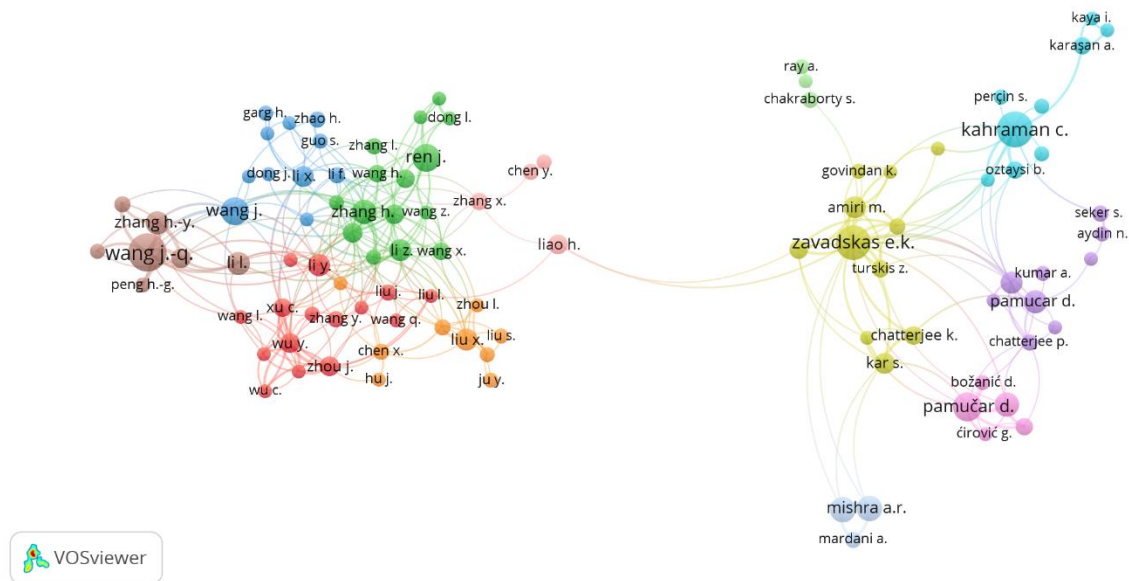 kaya i.
karaşan a.
ray a.
chakraborty s.
perçin s.
kahraman c.
oztaysi b.
garg h.
zhao h.
guo s.
dong l.
zhang l.
ren j.
dong j.
li x.
li f.
wang h.
chen y.
zhang x.
govindan k.
amiri m.
zavadskas e.k.
turskis z.
seker s.
aydin n.
zhang h.-y.
wang j.
zhang h.
wang z.
wang j.-q.
li l.
li y.
li z.
wang x.
liao h.
peng h.-g.
kumar a.
pamucar d.
liu j.
liu l.
zhou l.
xu c.
wang l.
zhang y.
wang q.
liu x.
liu s.
chatterjee k.
chatterjee p.
wu y.
chen x.
zhou j.
kar s.
wu c.
hu j.
ju y.
božanić d.
pamučar d.
ćirović g.
mishra a.r.
mardani a.
VOSviewer